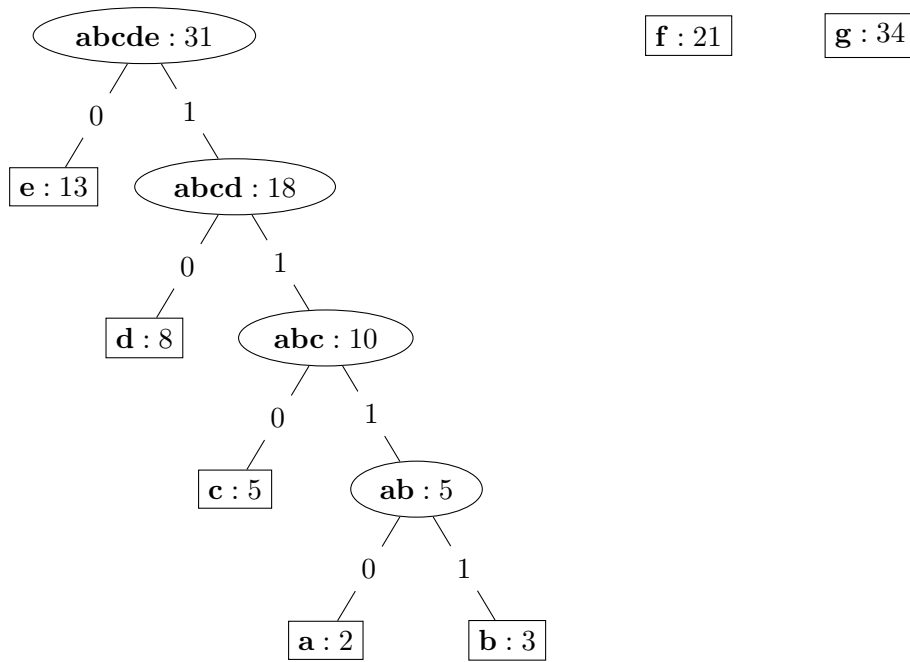 abcde : 31
f : 21
g : 34
0
1
e : 13
abcd : 18
0
1
d : 8
abc : 10
0
1
c : 5
ab : 5
0
1
a : 2
b : 3